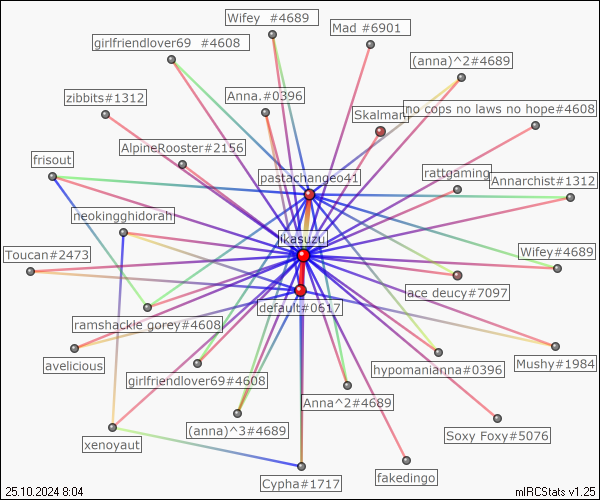 Wifey  #4689
girlfriendlover69  #4608
Mad #6901
(anna)^2#4689
zibbits#1312
Anna.#0396
Skalman
no cops no laws no hope#4608
AlpineRooster#2156
frisout
pastachangeo41
rattgaming
Annarchist#1312
neokingghidorah
ikasuzu
Toucan#2473
Wifey#4689
ace deucy#7097
default#0617
ramshackle gorey#4608
avelicious
Mushy#1984
hypomanianna#0396
girlfriendlover69#4608
Anna^2#4689
(anna)^3#4689
Soxy Foxy#5076
xenoyaut
Cypha#1717
fakedingo
25.10.2024 8:04
mIRCStats v1.25